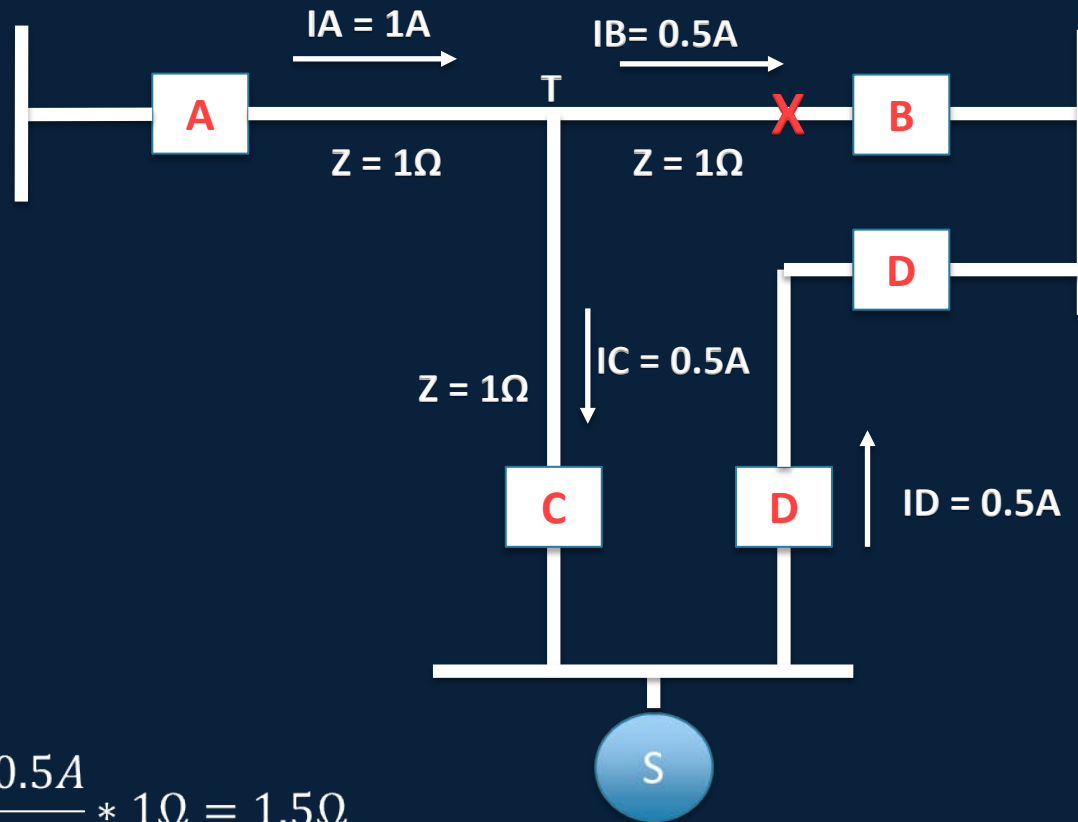 IA = 1A
IB= 0.5A
T
A
X
B
Z = 1Ω
Z = 1Ω
D
IC = 0.5A
Z = 1Ω
C
D
ID = 0.5A
S
0.5A
* 1Ω = 1.5Ω